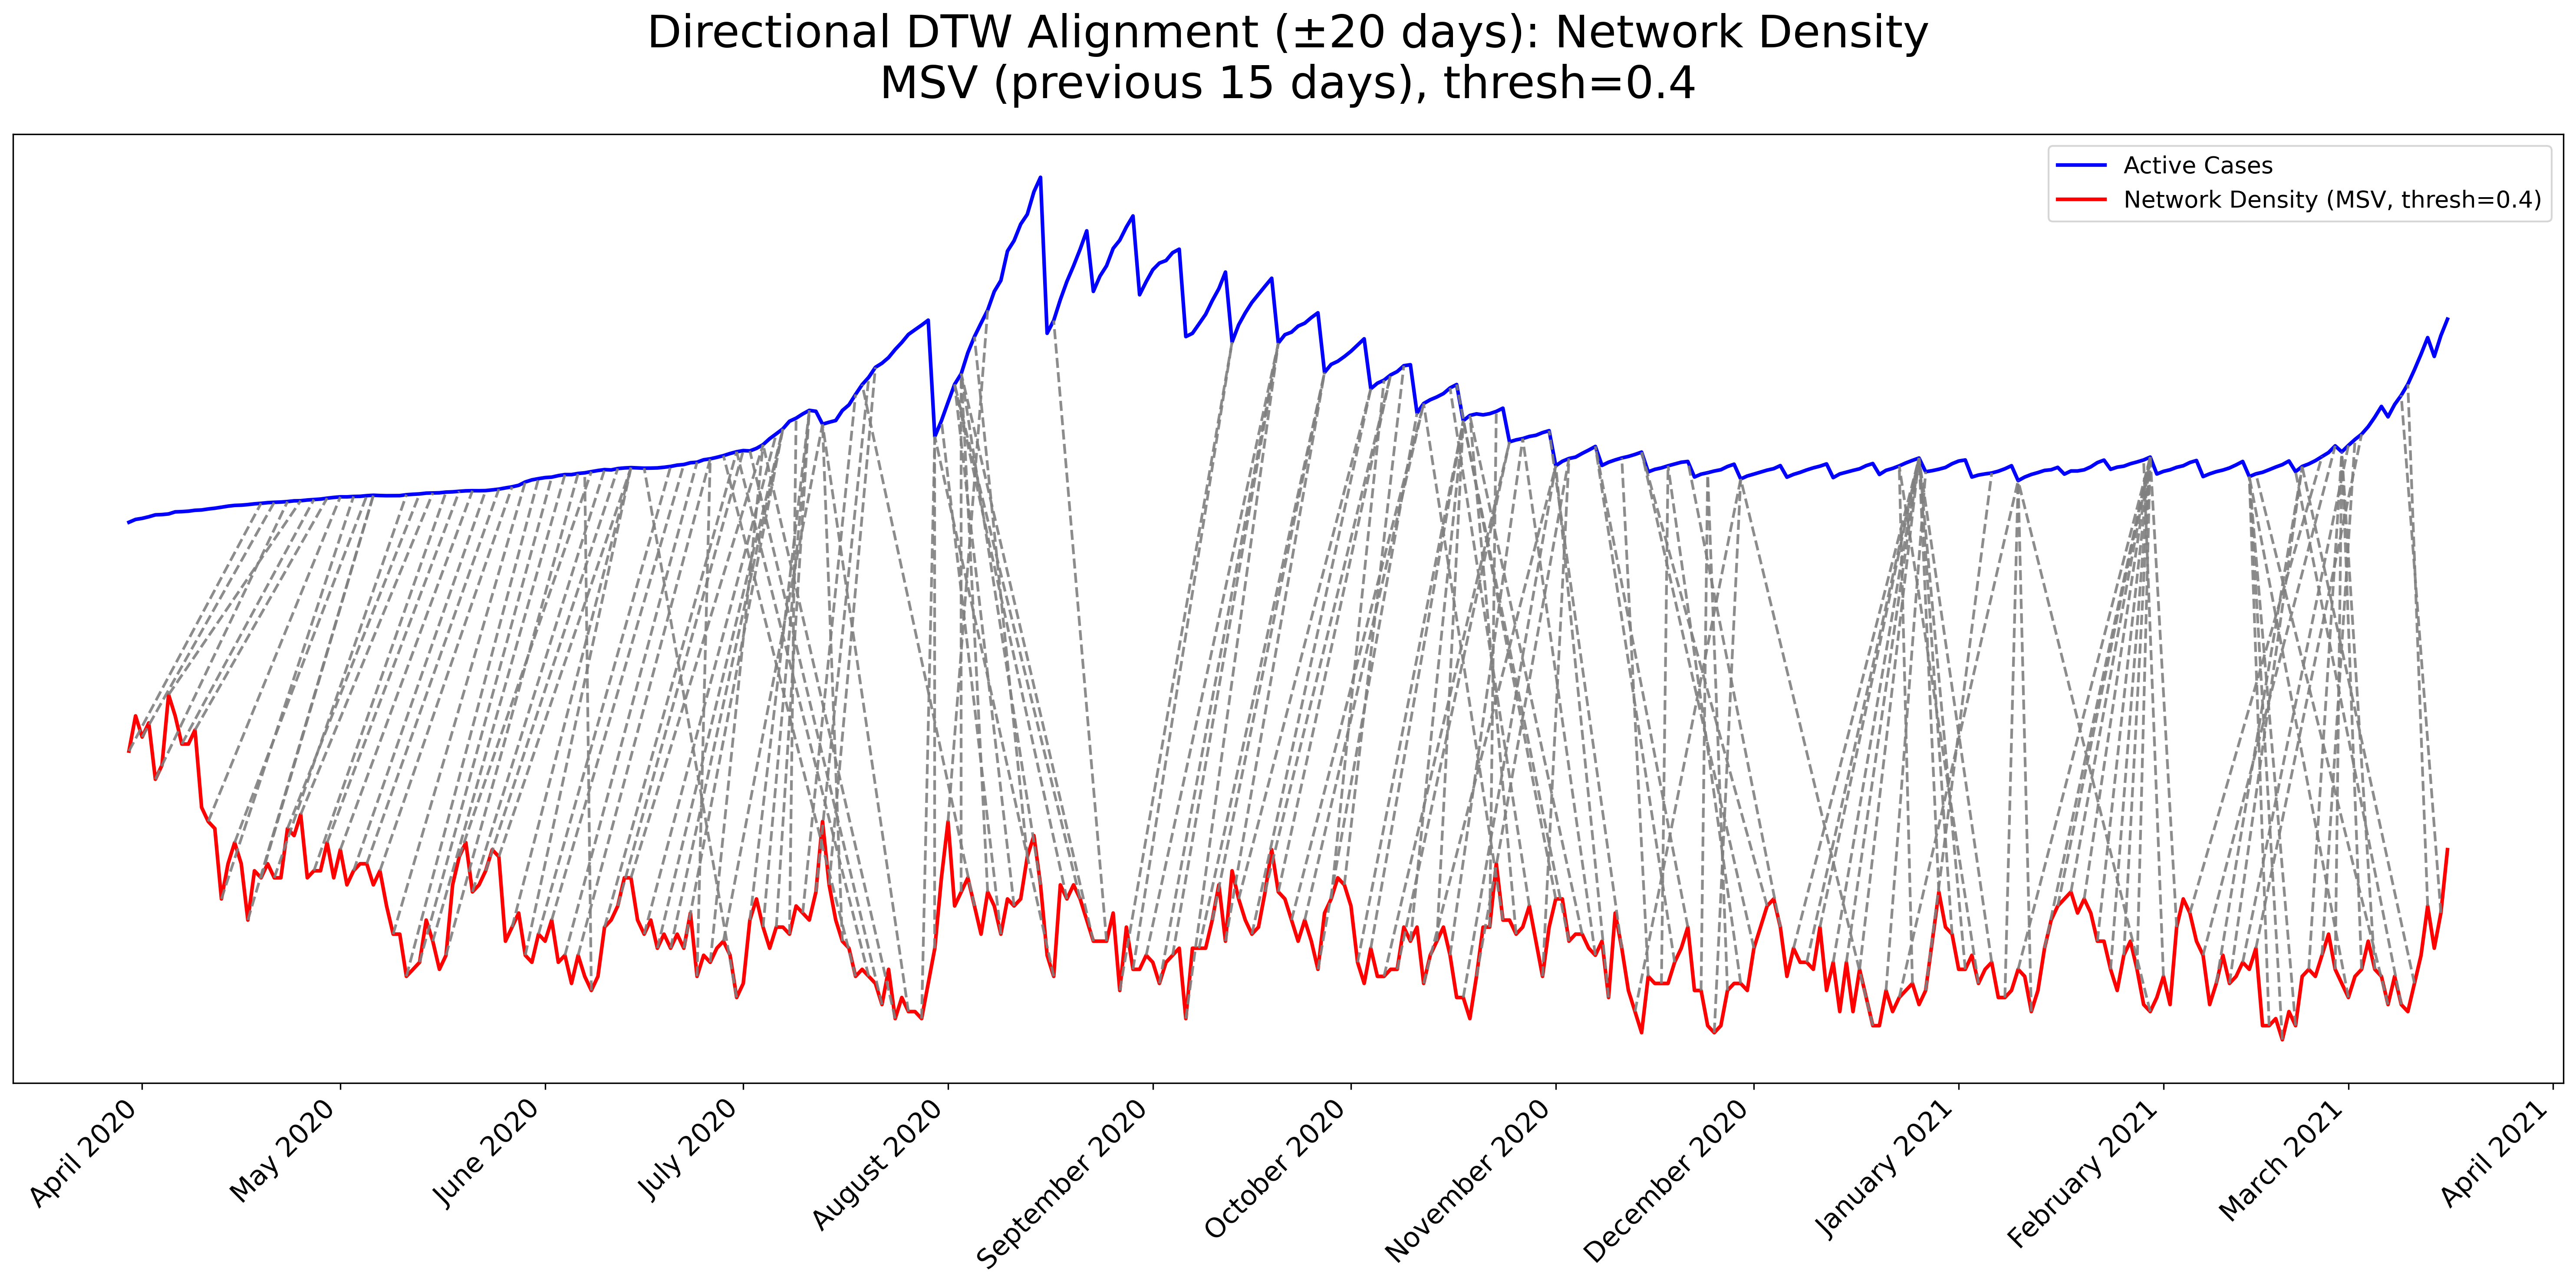 Directional DTW Alignment (±20 days): Network Density
MSV (previous 15 days), thresh=0.4
Active Cases
Network Density (MSV, thresh=0.4)
April 2020
May 2020
June 2020
July 2020
August 2020
September 2020
October 2020
November 2020
December 2020
January 2021
February 2021
March 2021
April 2021